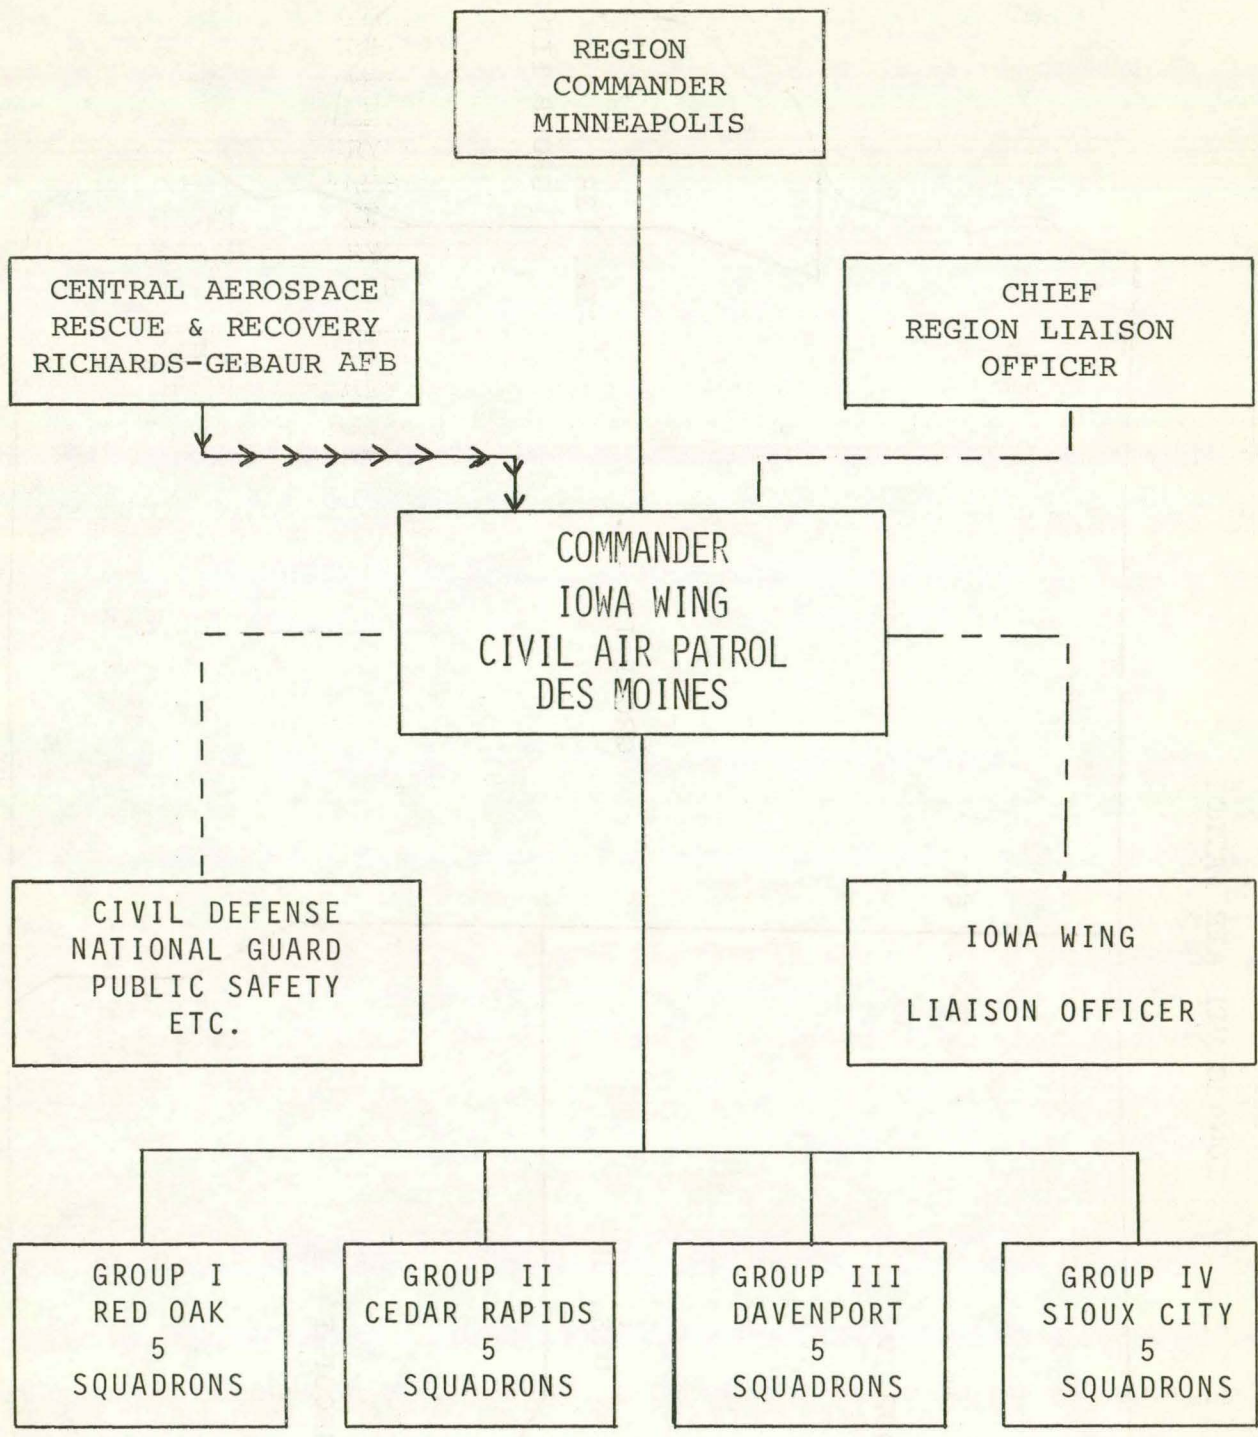 REGION
COMMANDER
MINNEAPOLIS
CENTRAL AEROSPACE
RESCUE & RECOVERY
RICHARDS-GEBAUR AFB
CHIEF
REGION LIAISON
OFFICER
COMMANDER
IOWA WING
CIVIL AIR PATROL
DES MOINES
CIVIL DEFENSE
NATIONAL GUARD
PUBLIC SAFETY
ETC.
IOWA WING
LIAISON OFFICER
GROUP I
RED OAK
5
SQUADRONS
GROUP II
CEDAR RAPIDS
5
SQUADRONS
GROUP III
DAVENPORT
5
SQUADRONS
GROUP IV
SIOUX CITY
5
SQUADRONS